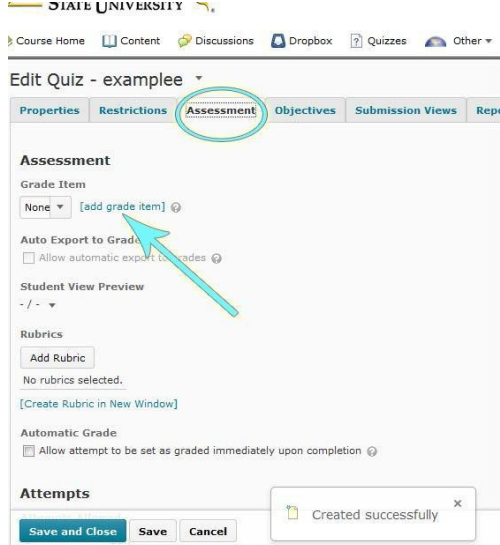 STATE UNIVERSITY
Course Home Content Discussions Dropbox Quizzes Other
Edit Quiz - examplee
Properties Restrictions Assessment Objectives Submission Views Repo
Assessment
Grade Item
None [add grade item]
Auto Export to Grade
Allow automatic export to grades
Student View Preview
- / -
Rubrics
Add Rubric
No rubrics selected.
[Create Rubric in New Window]
Automatic Grade
Allow attempt to be set as graded immediately upon completion
Attempts
Created successfully ×
Save and Close Save Cancel